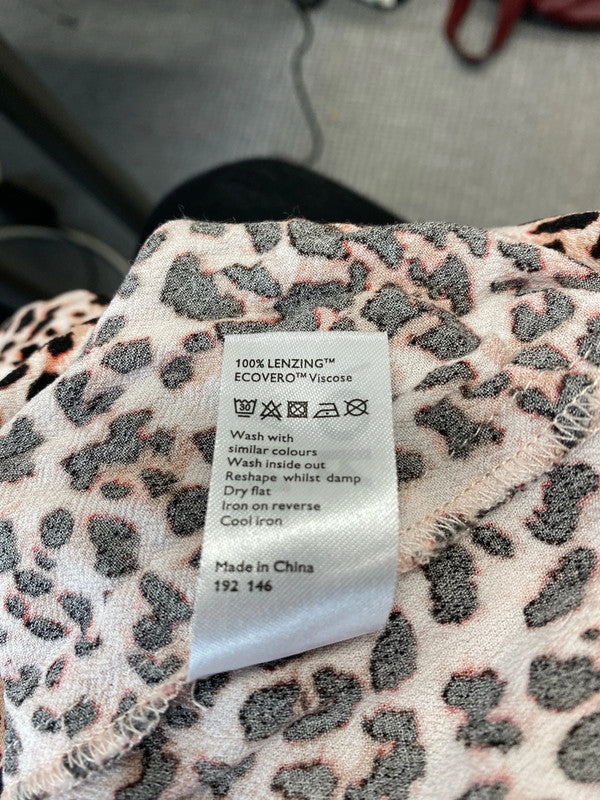 100% LENZING™
ECOVERO™ Viscose
30
Wash with
similar colours
Wash inside out
Reshape whilst damp
Dry flat
Iron on reverse
Cool iron
Made in China
192 146